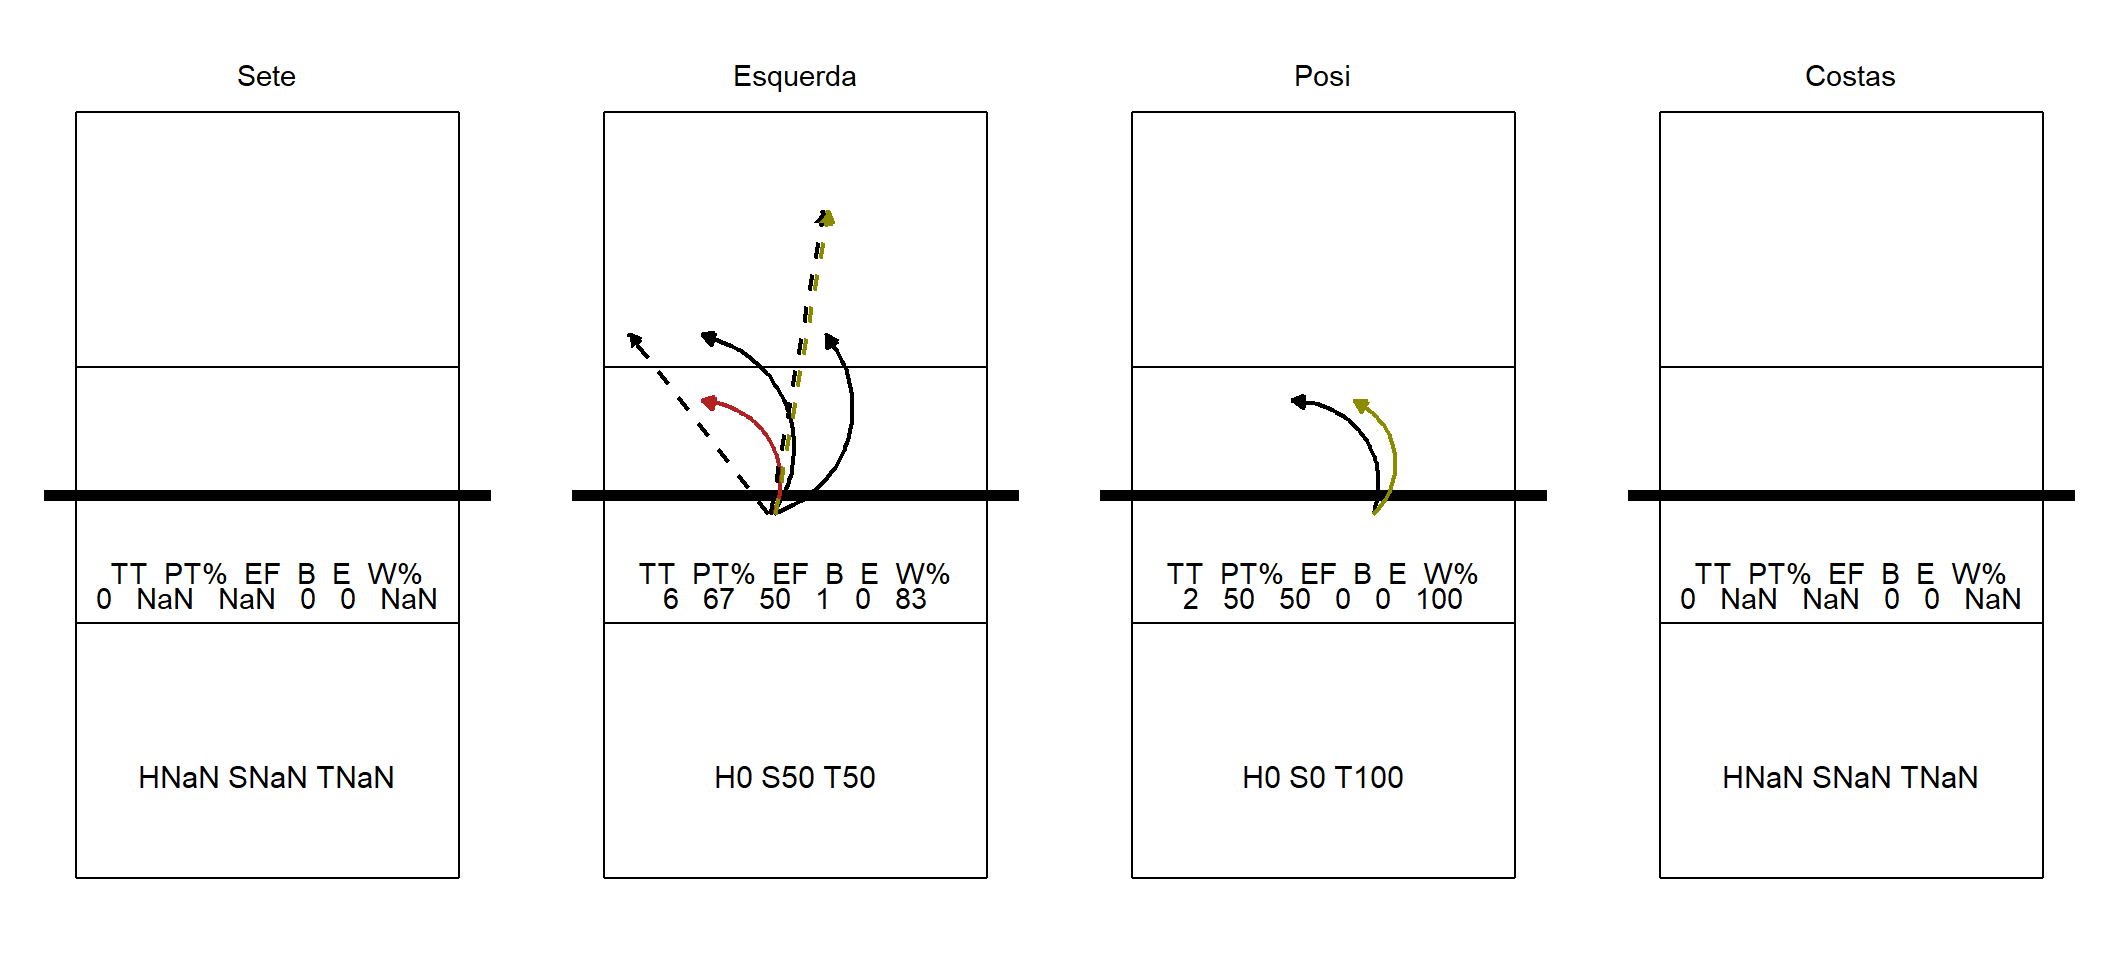 Sete
Esquerda
Posi
Costas
TT PT% EF B E W%
0 NaN NaN 0 0 NaN
TT PT% EF B E W%
6 67 50 1 0 83
TT PT% EF B E W%
2 50 50 0 0 100
TT PT% EF B E W%
0 NaN NaN 0 0 NaN
HNaN SNaN TNaN
H0 S50 T50
H0 S0 T100
HNaN SNaN TNaN